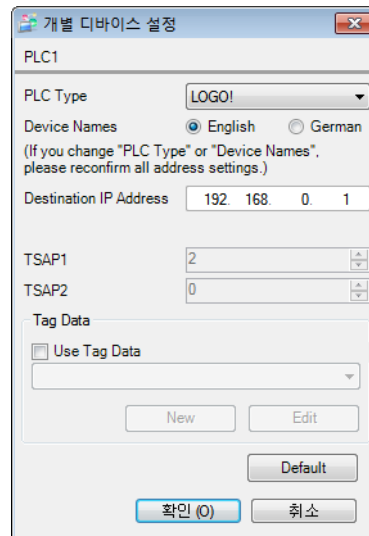 개별 디바이스 설정
PLC1
PLC Type LOGO!
Device Names English German
(If you change "PLC Type" or "Device Names",
please reconfirm all address settings.)
Destination IP Address 192. 168. 0. 1
TSAP1 2
TSAP2 0
Tag Data
Use Tag Data
New Edit
Default
확인 (O) 취소